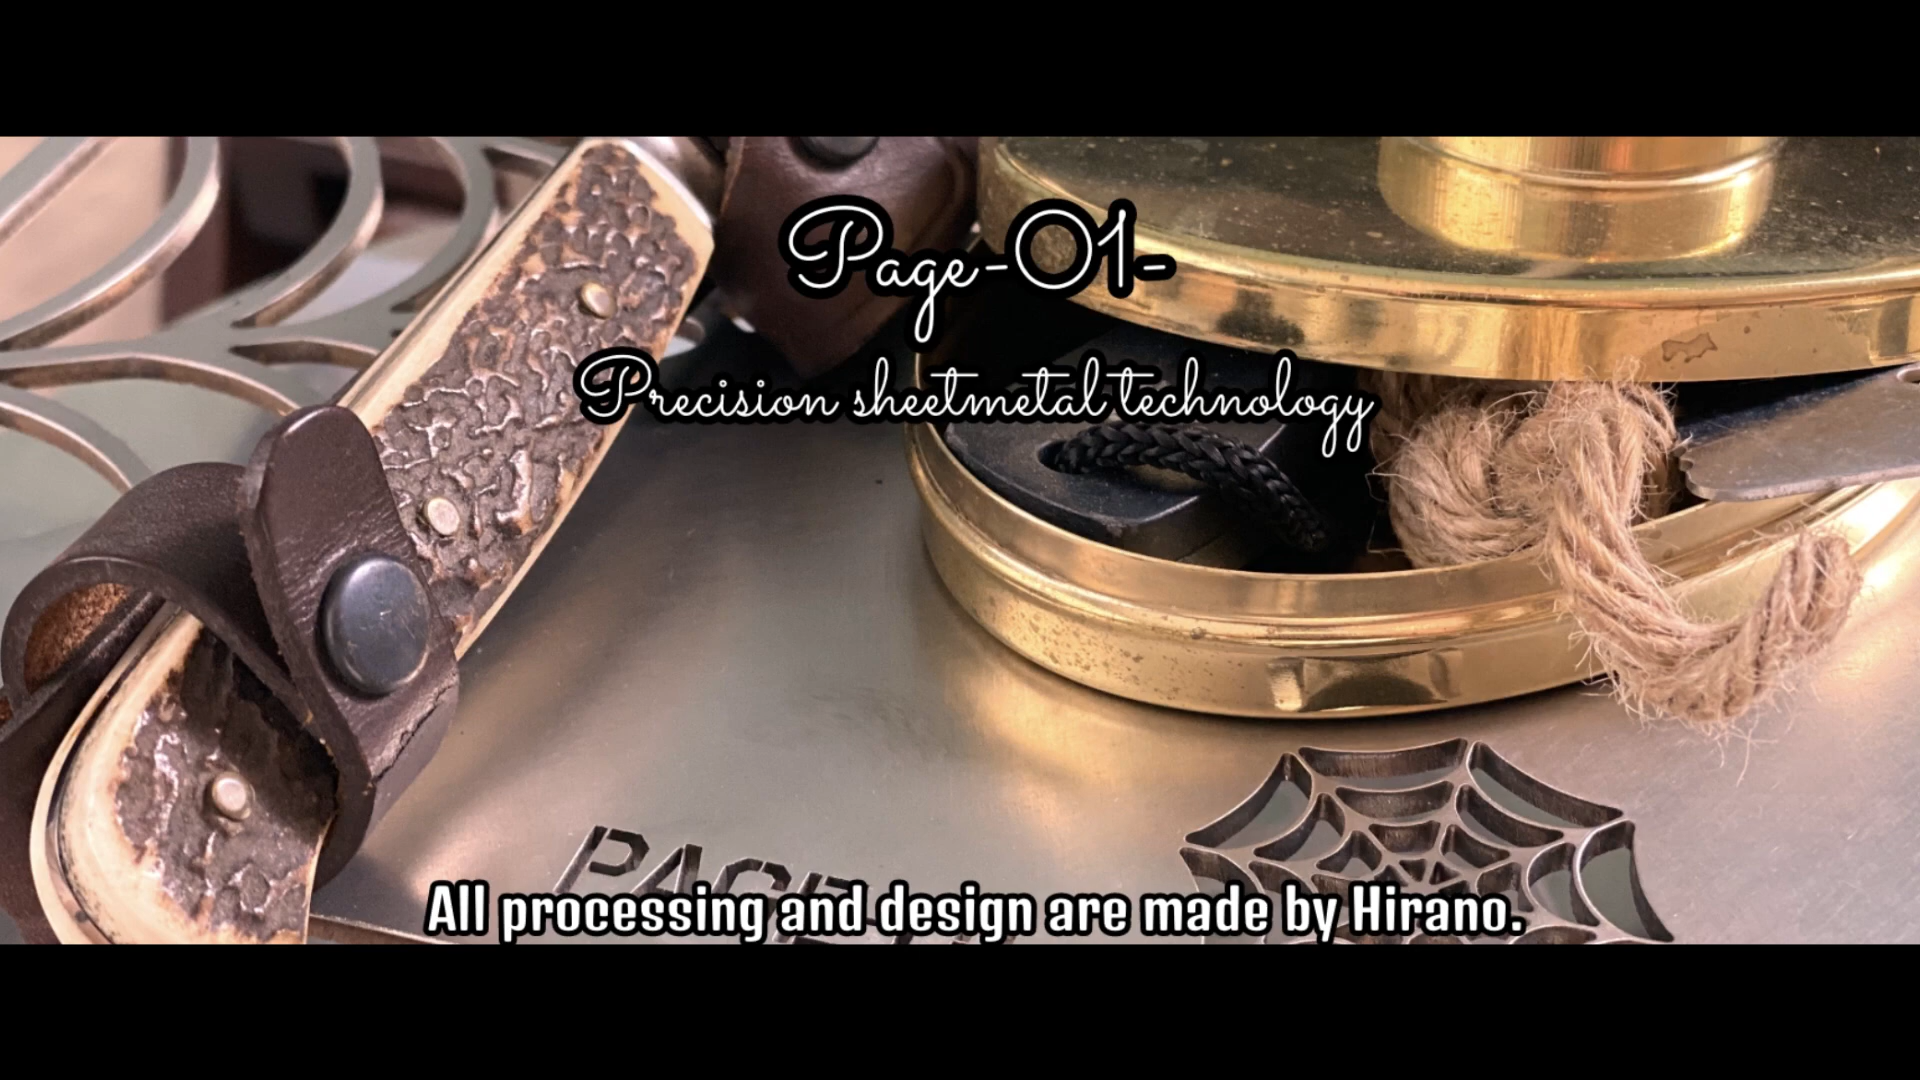 Page-01-
Precision sheetmetal technology
All processing and design are made by Hirano.